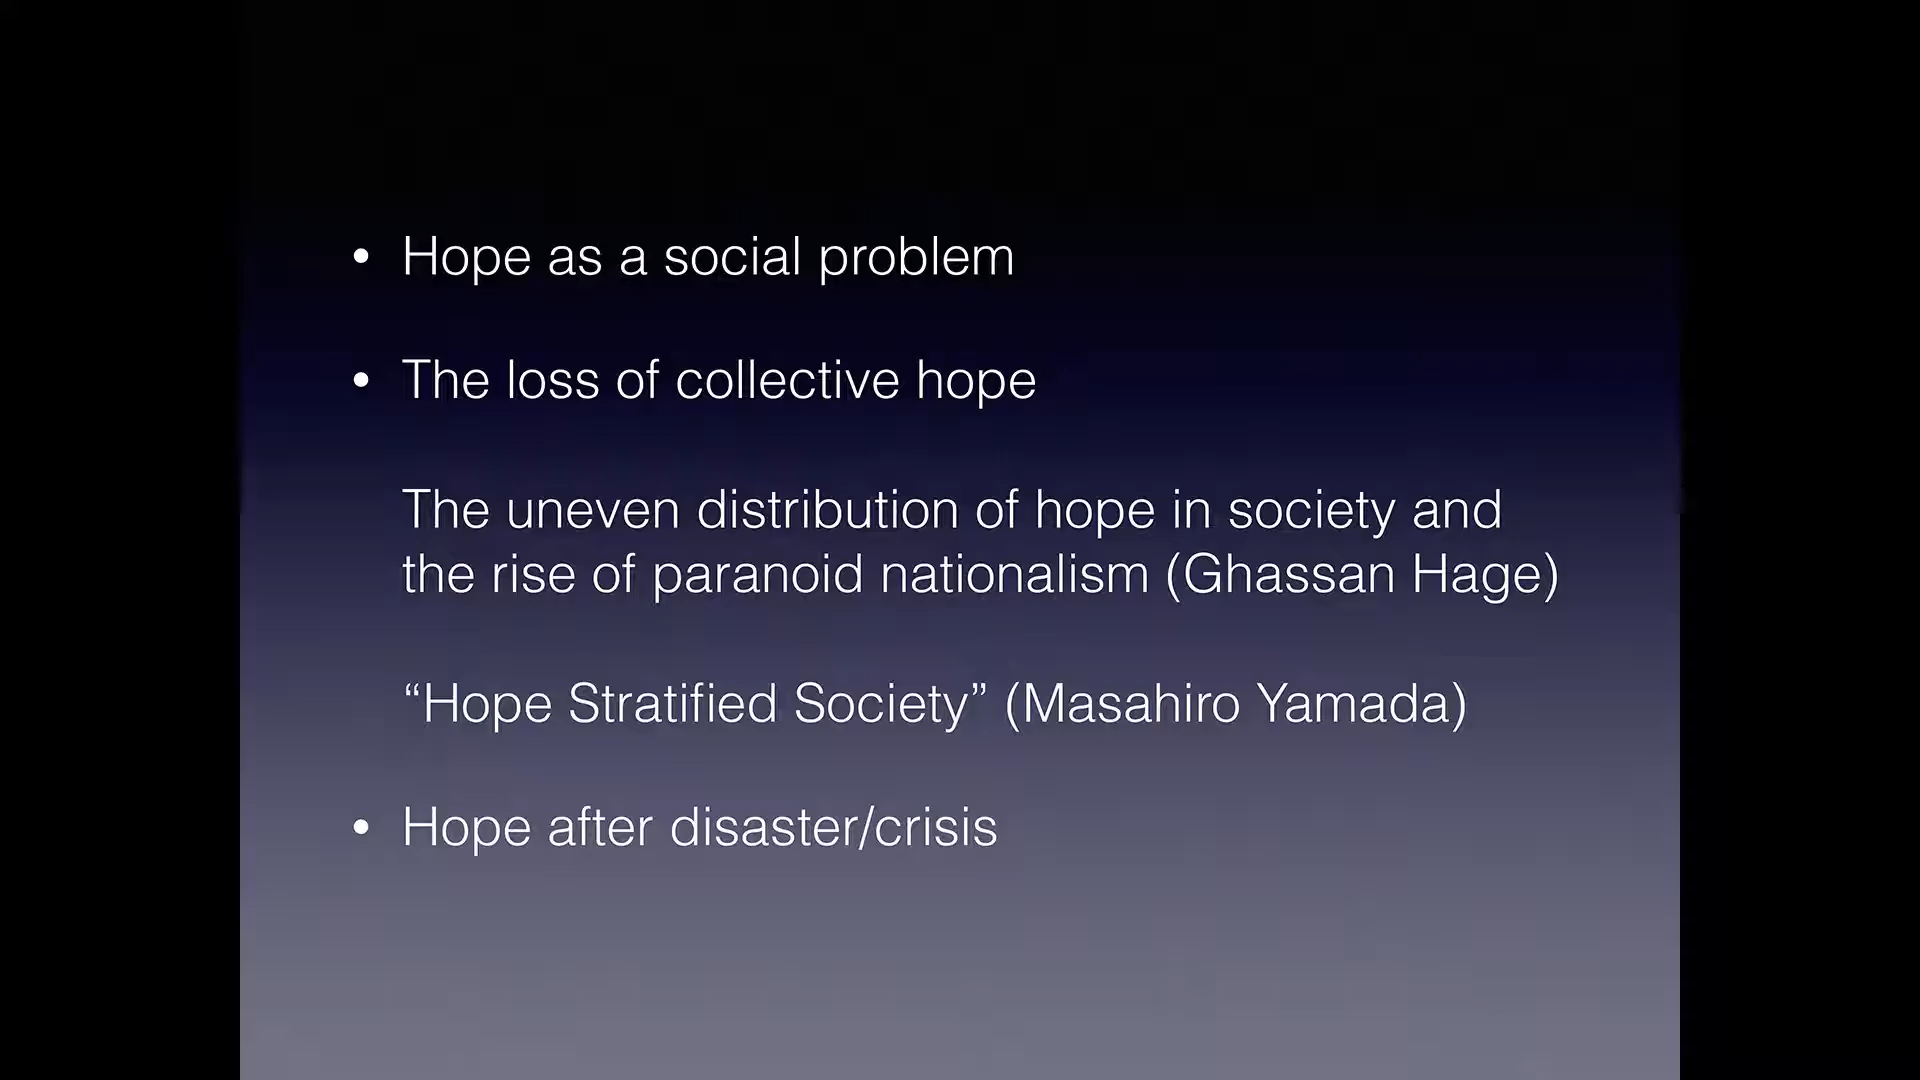 • Hope as a social problem
• The loss of collective hope
The uneven distribution of hope in society and
the rise of paranoid nationalism (Ghassan Hage)
“Hope Stratified Society” (Masahiro Yamada)
• Hope after disaster/crisis